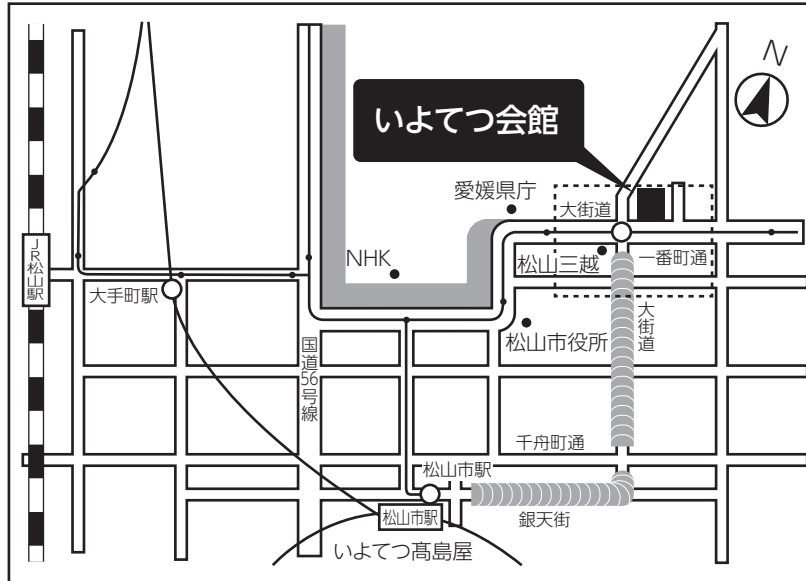 N
いよてつ会館
愛媛県庁
大街道
NHK
松山三越
一番町通
JR松山駅
大手町駅
松山市役所
大街道
国道56号線
千舟町通
松山市駅
松山市駅
銀天街
いよてつ髙島屋